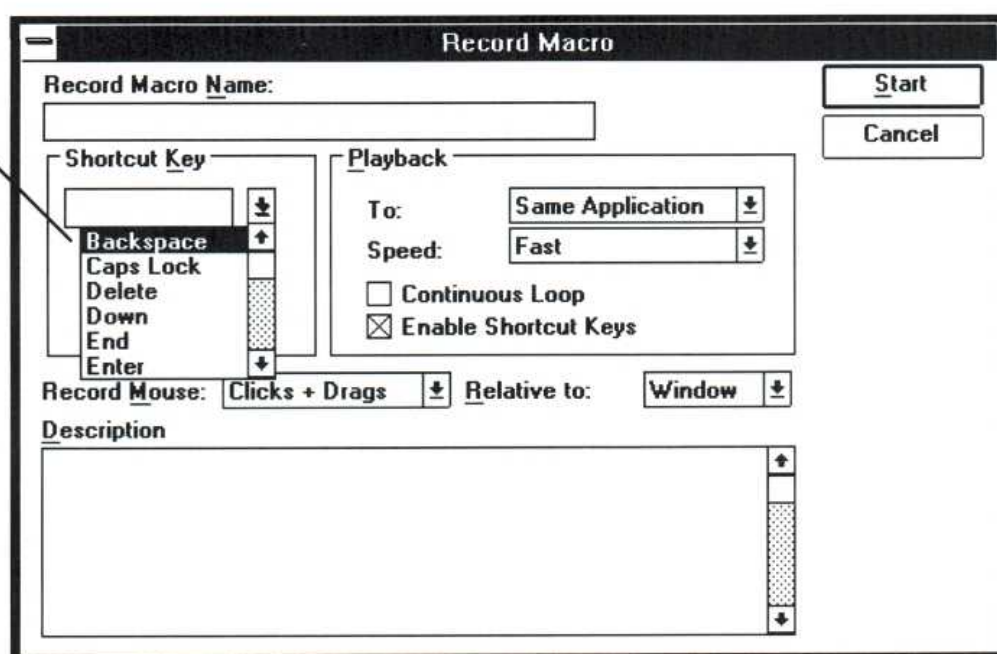 Record Macro
Record Macro Name:
Start
Cancel
Shortcut Key
Playback
To:
Same Application
Speed:
Fast
Backspace
Caps Lock
Delete
Down
End
Enter
Continuous Loop
Enable Shortcut Keys
Record Mouse:
Clicks + Drags
Relative to:
Window
Description